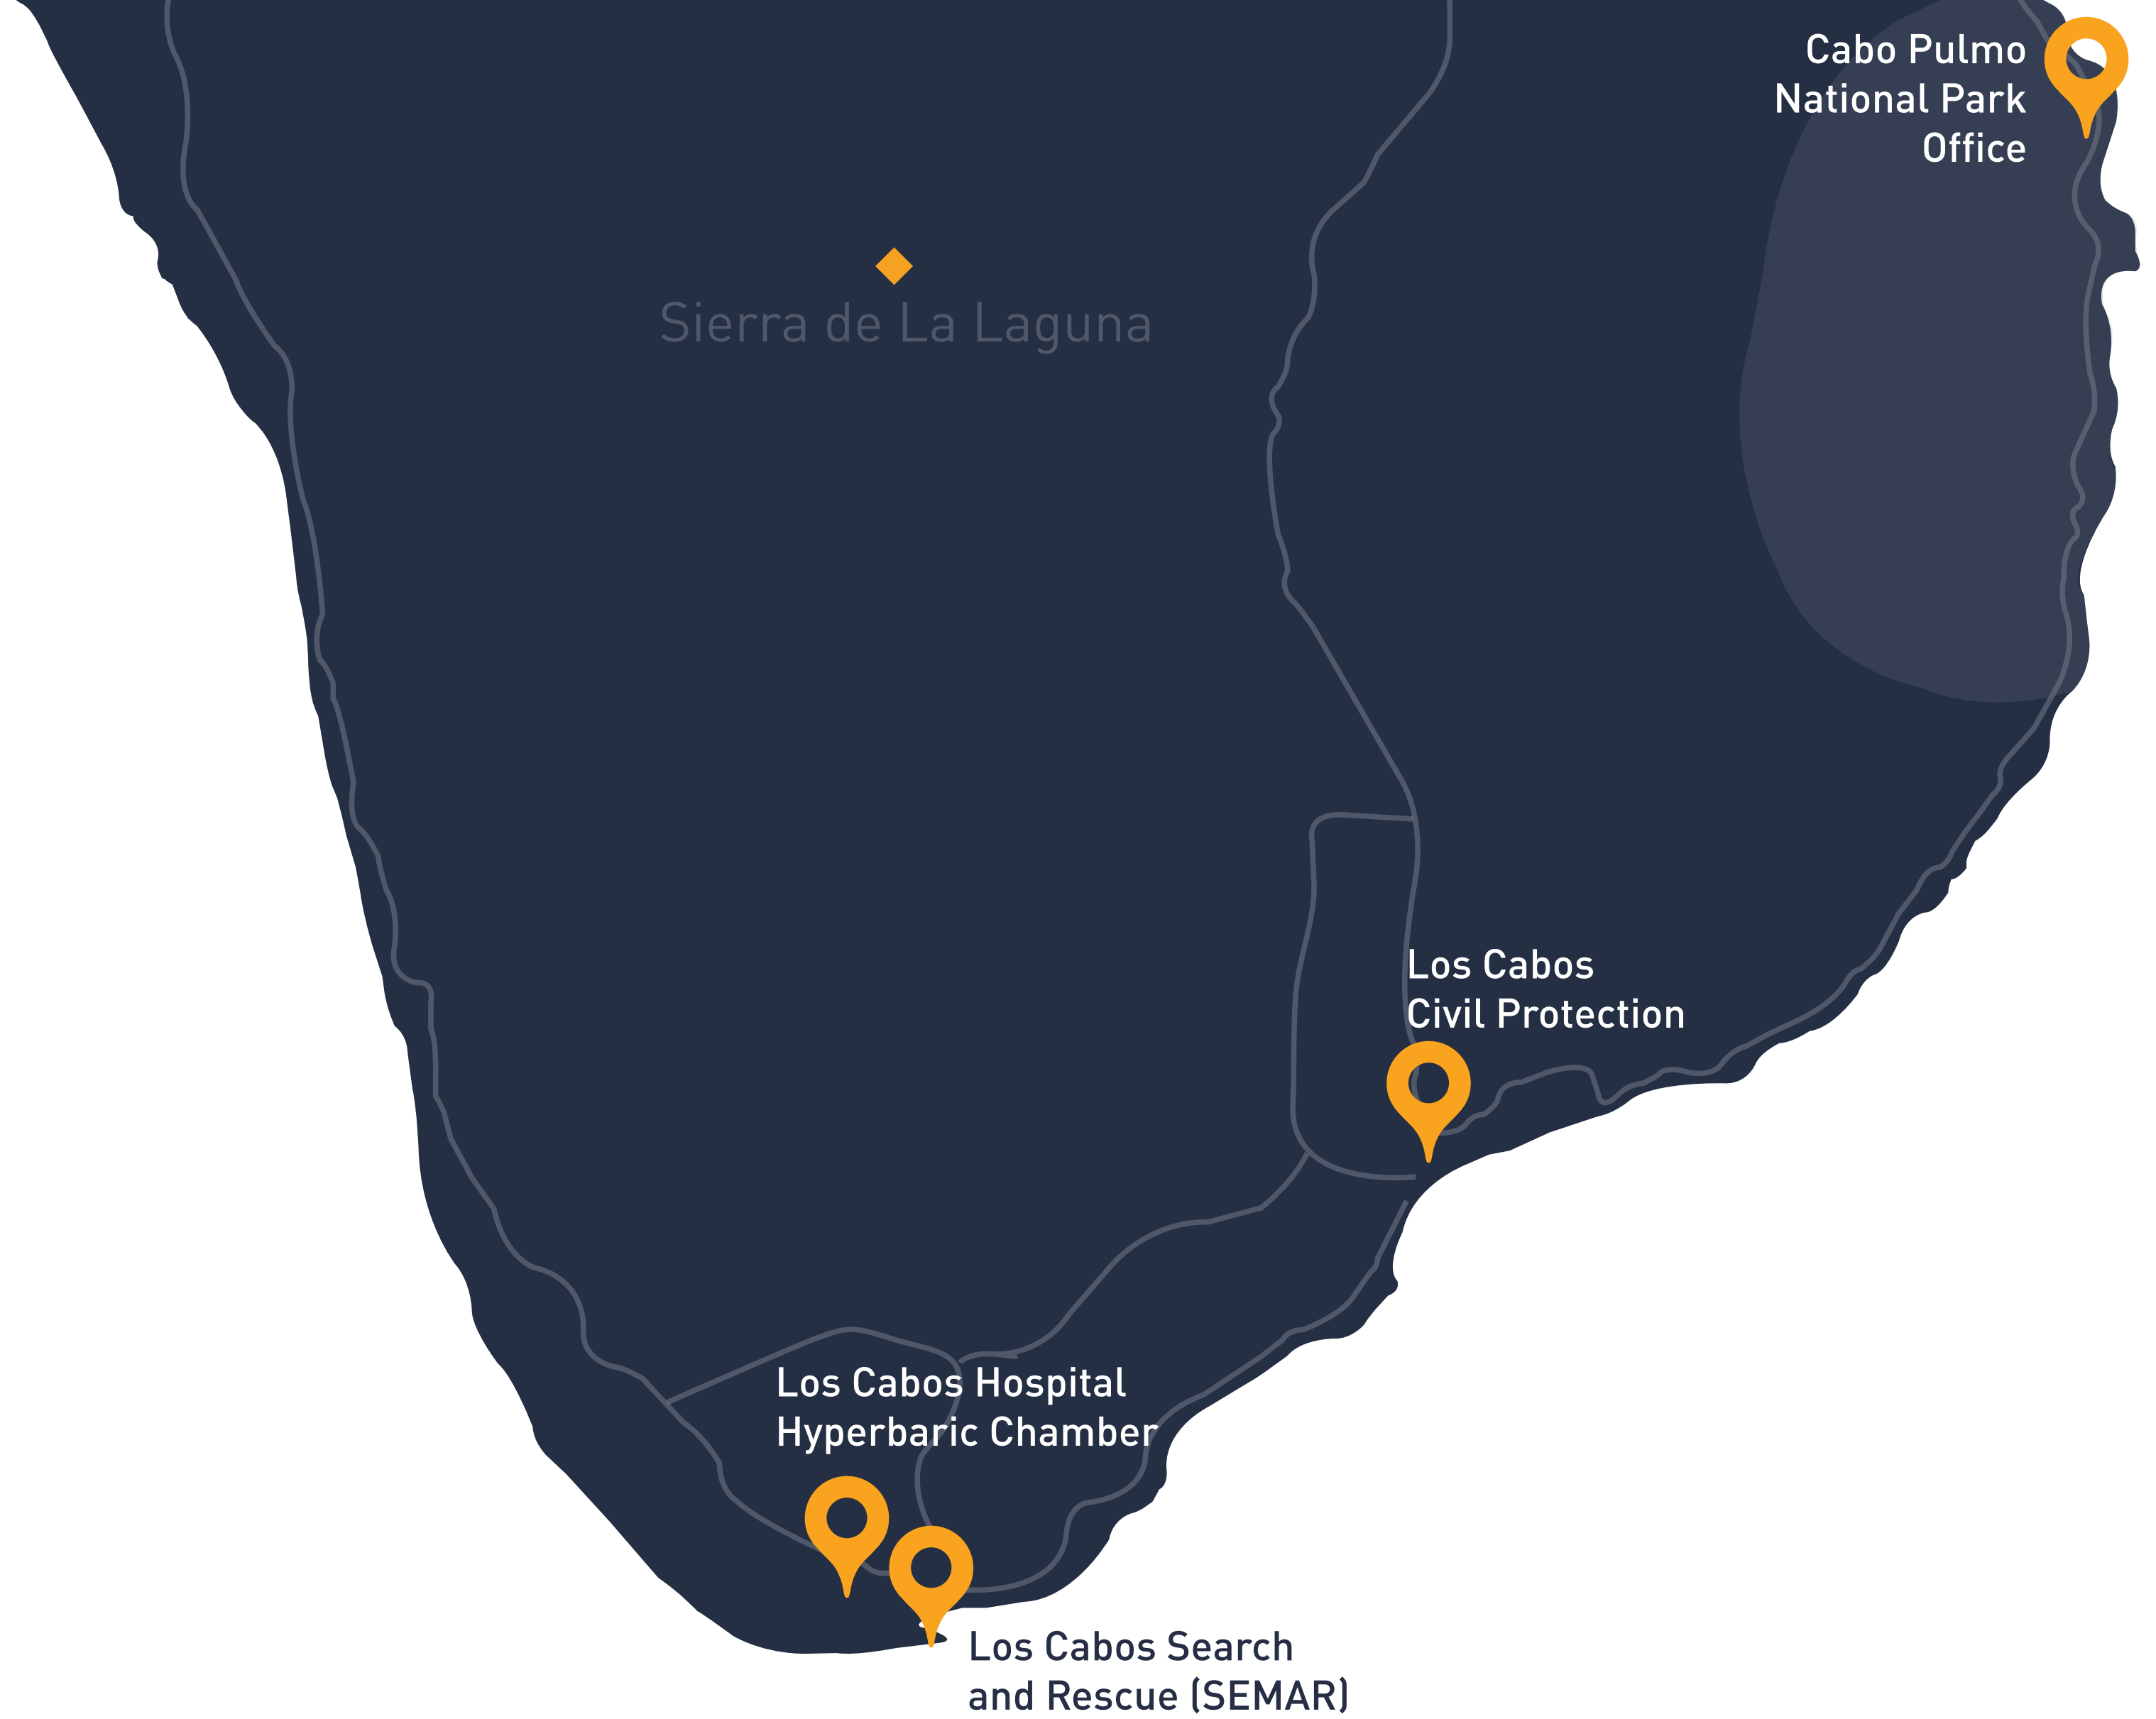 Cabo Pulmo
National Park
Office
Sierra de La Laguna
Los Cabos
Civil Protection
Los Cabos Hospital
Hyperbaric Chamber
Los Cabos Search
and Rescue (SEMAR)